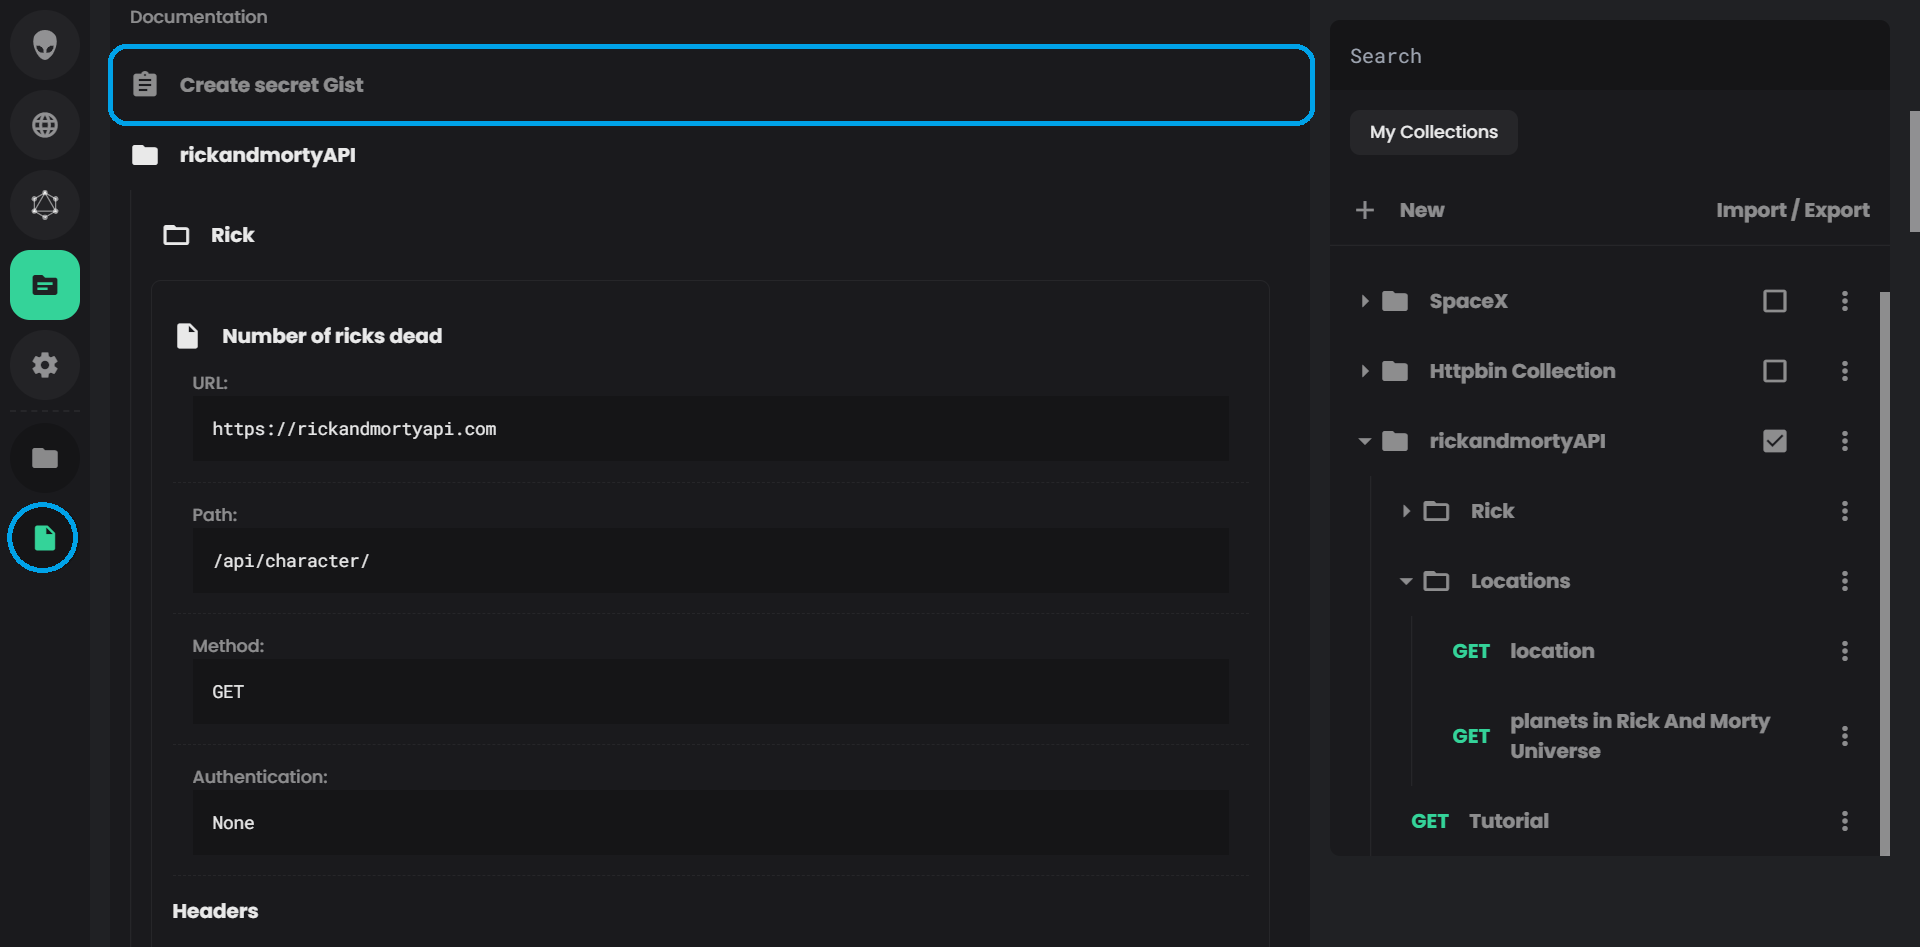 Documentation
Create secret Gist
rickandmortyAPI
Rick
Number of ricks dead
URL:
https://rickandmortyapi.com
Path:
/api/character/
Method:
GET
Authentication:
None
Headers
Search
My Collections
New
Import / Export
SpaceX
Httpbin Collection
rickandmortyAPI
Rick
Locations
GET location
GET planets in Rick And Morty
Universe
GET Tutorial